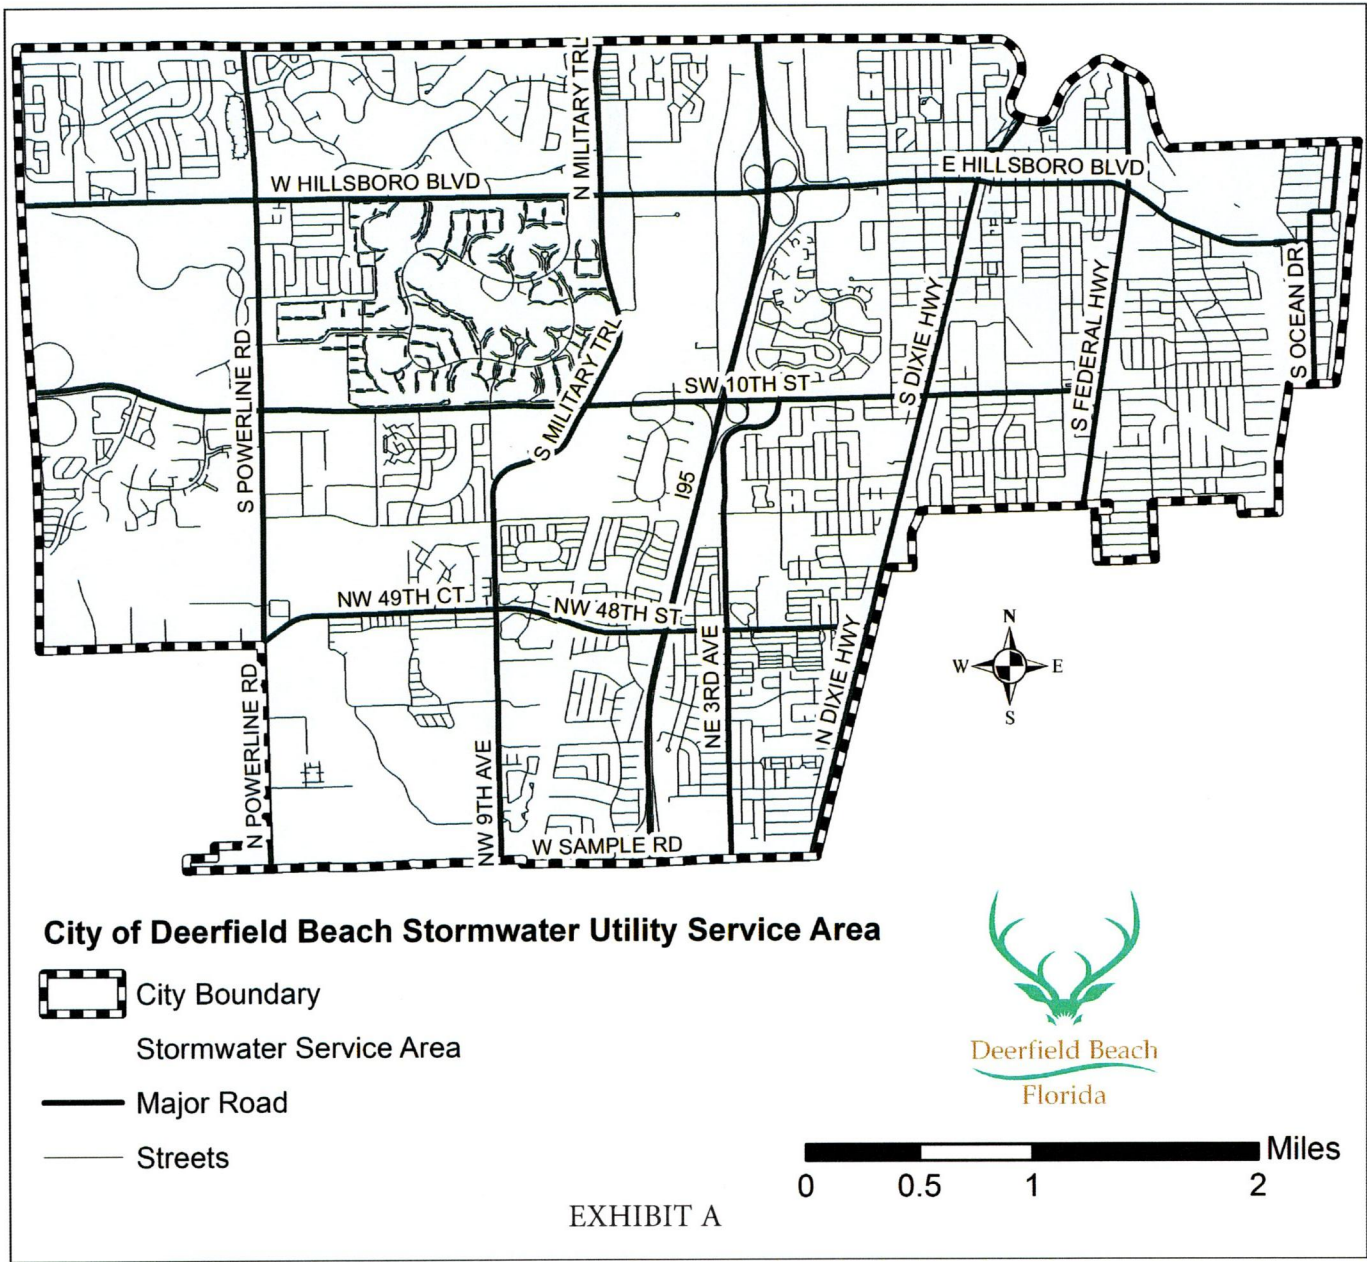 N MILITARY TRL
E HILLSBORO BLVD
W HILLSBORO BLVD
S OCEAN DR
S DIXIE HWY
S FEDERAL HWY
S POWERLINE RD
S MILITARY TRL
SW 10TH ST
I95
NW 49TH CT
NW 48TH ST
N POWERLINE RD
NE 3RD AVE
N DIXIE HWY
NW 9TH AVE
W SAMPLE RD
N
W
E
S
City of Deerfield Beach Stormwater Utility Service Area
City Boundary
Stormwater Service Area
Major Road
Streets
Deerfield Beach
Florida
Miles
0 0.5 1 2
EXHIBIT A